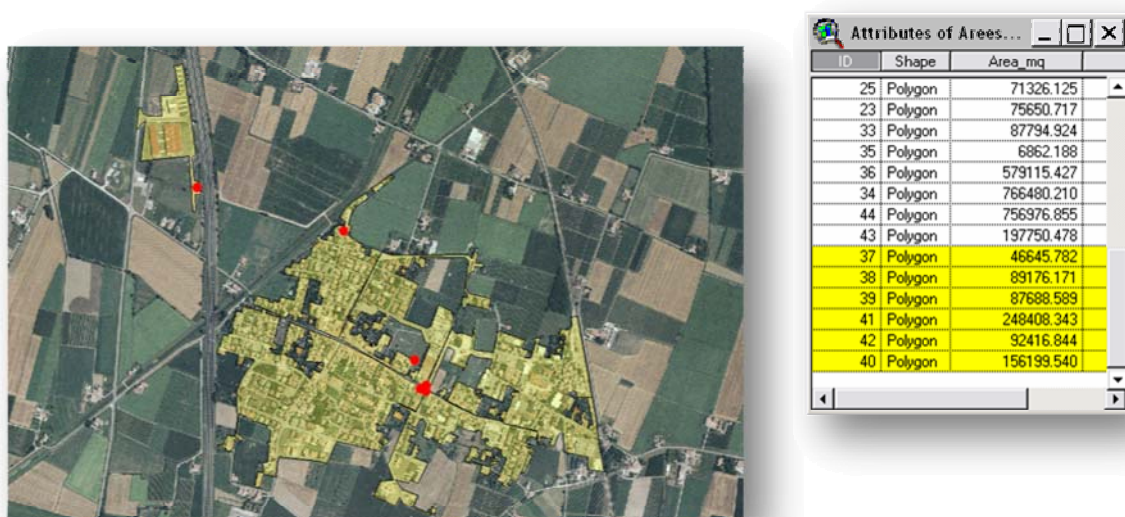 Attributes of Arees...
ID Shape Area_mq
25 Polygon 71326.125
23 Polygon 75650.717
33 Polygon 87794.924
35 Polygon 6862.188
36 Polygon 579115.427
34 Polygon 766480.210
44 Polygon 756976.855
43 Polygon 197750.478
37 Polygon 46645.782
38 Polygon 89176.171
39 Polygon 87688.589
41 Polygon 248408.343
42 Polygon 92416.844
40 Polygon 156199.540